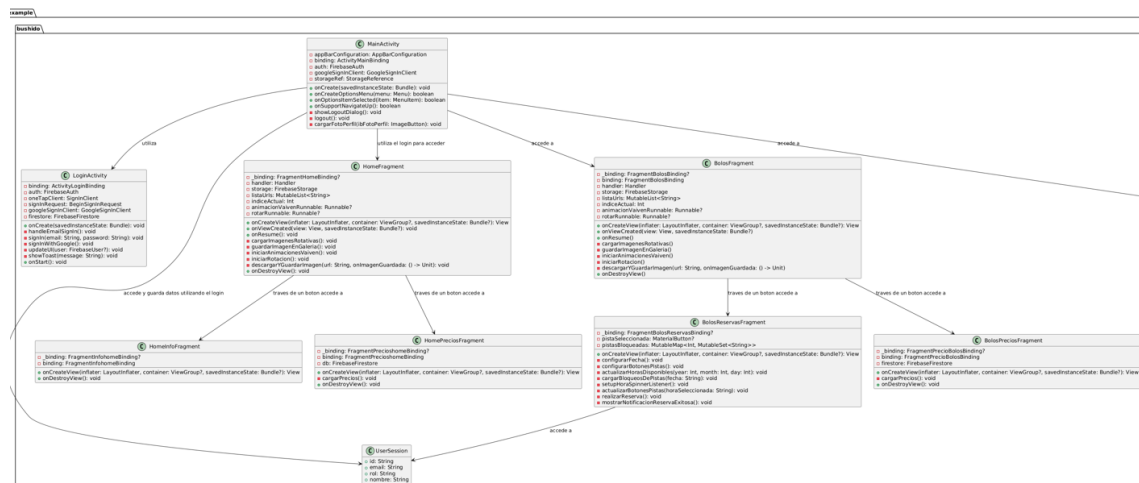 example
bushido
C MainActivity
appBarConfiguration: AppBarConfiguration
binding: ActivityMainBinding
auth: FirebaseAuth
googleSignInClient: GoogleSignInClient
storageRef: StorageReference
onCreate(savedInstanceState: Bundle): void
onCreateOptionsMenu(menu: Menu): boolean
onOptionsItemSelected(item: MenuItem): boolean
onSupportNavigateUp(): boolean
showLogoutDialog(): void
logout(): void
cargarFotoPerfil(ibFotoPerfil: ImageButton): void
utiliza
utiliza el login para acceder
accede a
accede a
C LoginActivity
binding: ActivityLoginBinding
auth: FirebaseAuth
oneTapClient: SignInClient
signInRequest: BeginSignInRequest
googleSignInClient: GoogleSignInClient
firestore: FirebaseFirestore
onCreate(savedInstanceState: Bundle): void
handleEmailSignIn(): void
signIn(email: String, password: String): void
signInWithGoogle(): void
updateUI(user: FirebaseUser?): void
showToast(message: String): void
onStart(): void
C HomeFragment
_binding: FragmentHomeBinding?
handler: Handler
storage: FirebaseStorage
listaUrls: MutableList<String>
indiceActual: Int
animacionVaivenRunnable: Runnable?
rotarRunnable: Runnable?
onCreateView(inflater: LayoutInflater, container: ViewGroup?, savedInstanceState: Bundle?): View
onViewCreated(view: View, savedInstanceState: Bundle?): void
onResume(): void
cargarImagenesRotativas(): void
guardarImagenEnGaleria(): void
iniciarAnimacionesVaiven(): void
iniciarRotacion(): void
descargarYGuardarImagen(url: String, onImagenGuardada: () -> Unit): void
onDestroyView(): void
C BolosFragment
_binding: FragmentBolosBinding?
binding: FragmentBolosBinding
handler: Handler
storage: FirebaseStorage
listaUrls: MutableList<String>
indiceActual: Int
animacionVaivenRunnable: Runnable?
rotarRunnable: Runnable?
onCreateView(inflater: LayoutInflater, container: ViewGroup?, savedInstanceState: Bundle?): View
onViewCreated(view: View, savedInstanceState: Bundle?)
onResume()
cargarImagenesRotativas()
guardarImagenEnGaleria()
iniciarAnimacionesVaiven()
iniciarRotacion()
descargarYGuardarImagen(url: String, onImagenGuardada: () -> Unit)
onDestroyView()
accede y guarda datos utilizando el login
traves de un boton accede a
traves de un boton accede a
traves de un boton accede a
traves de un boton accede a
C HomeInfoFragment
_binding: FragmentInfohomeBinding?
binding: FragmentInfohomeBinding
onCreateView(inflater: LayoutInflater, container: ViewGroup?, savedInstanceState: Bundle?): View
onDestroyView(): void
C HomePreciosFragment
_binding: FragmentPrecioshomeBinding?
binding: FragmentPrecioshomeBinding
db: FirebaseFirestore
onCreateView(inflater: LayoutInflater, container: ViewGroup?, savedInstanceState: Bundle?): View
cargarPrecios(): void
onDestroyView(): void
C BolosReservasFragment
_binding: FragmentBolosReservasBinding?
pistaSeleccionada: MaterialButton?
pistasBloqueadas: MutableMap<Int, MutableSet<String>>
onCreateView(inflater: LayoutInflater, container: ViewGroup?, savedInstanceState: Bundle?): View
configurarFecha(): void
configurarBotonesPistas(): void
actualizarHorasDisponibles(year: Int, month: Int, day: Int): void
cargarBloqueosDePistas(fecha: String): void
setupHoraSpinnerListener(): void
actualizarBotonesPistas(horaSeleccionada: String): void
realizarReserva(): void
mostrarNotificacionReservaExitosa(): void
C BolosPreciosFragment
_binding: FragmentPrecioBolosBinding?
binding: FragmentPrecioBolosBinding
firestore: FirebaseFirestore
onCreateView(inflater: LayoutInflater, container: ViewGroup?, savedInstanceState: Bundle?): View
cargarPrecios(): void
onDestroyView(): void
accede a
C UserSession
id: String
email: String
rol: String
nombre: String